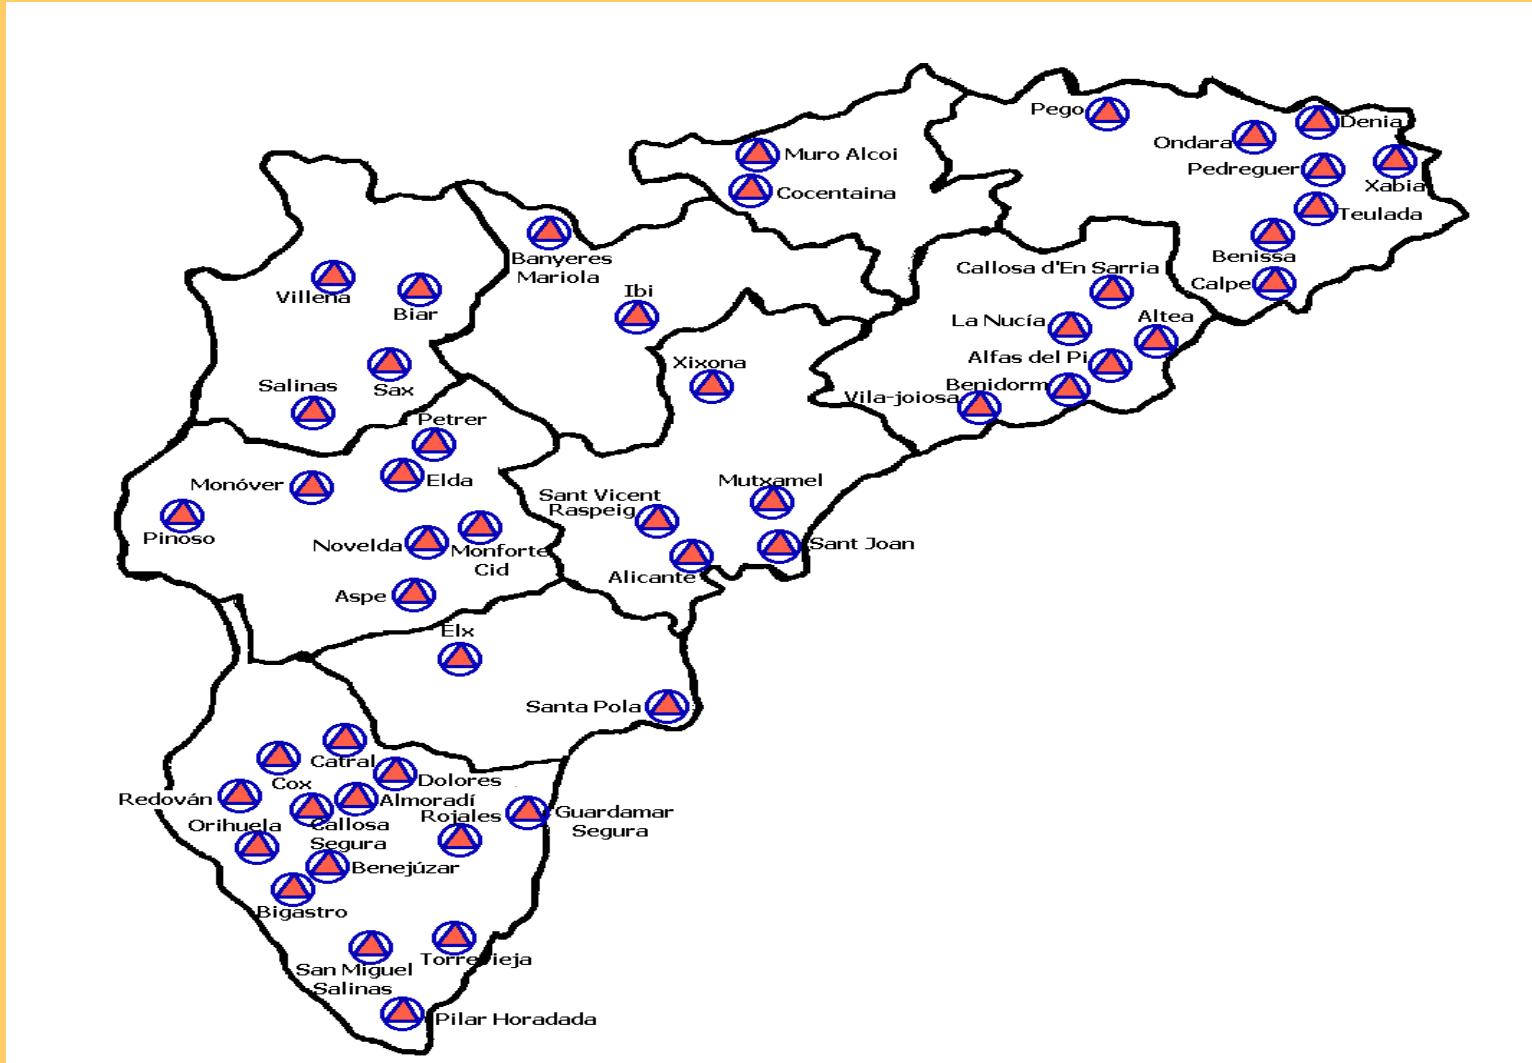 Pego
Denia
Ondara
Muro Alcoi
Pedreguer
Xabia
Cocentaina
Teulada
Banyeres
Mariola
Benissa
Callosa d'En Sarria
Calpe
Villena
Ibi
Biar
La Nucía
Altea
Alfas del Pi
Xixona
Salinas
Sax
Benidorm
Vila-joiosa
Petrer
Elda
Monóver
Mutxamel
Sant Vicent
Raspeig
Pinoso
Novelda
Monforte
Cid
Sant Joan
Alicante
Aspe
Elx
Santa Pola
Catral
Cox
Dolores
Redován
Almoradí
Rojales
Guardamar
Segura
Orihuela
Callosa
Segura
Benejúzar
Bigastro
San Miguel
Salinas
Torrevieja
Pilar Horadada